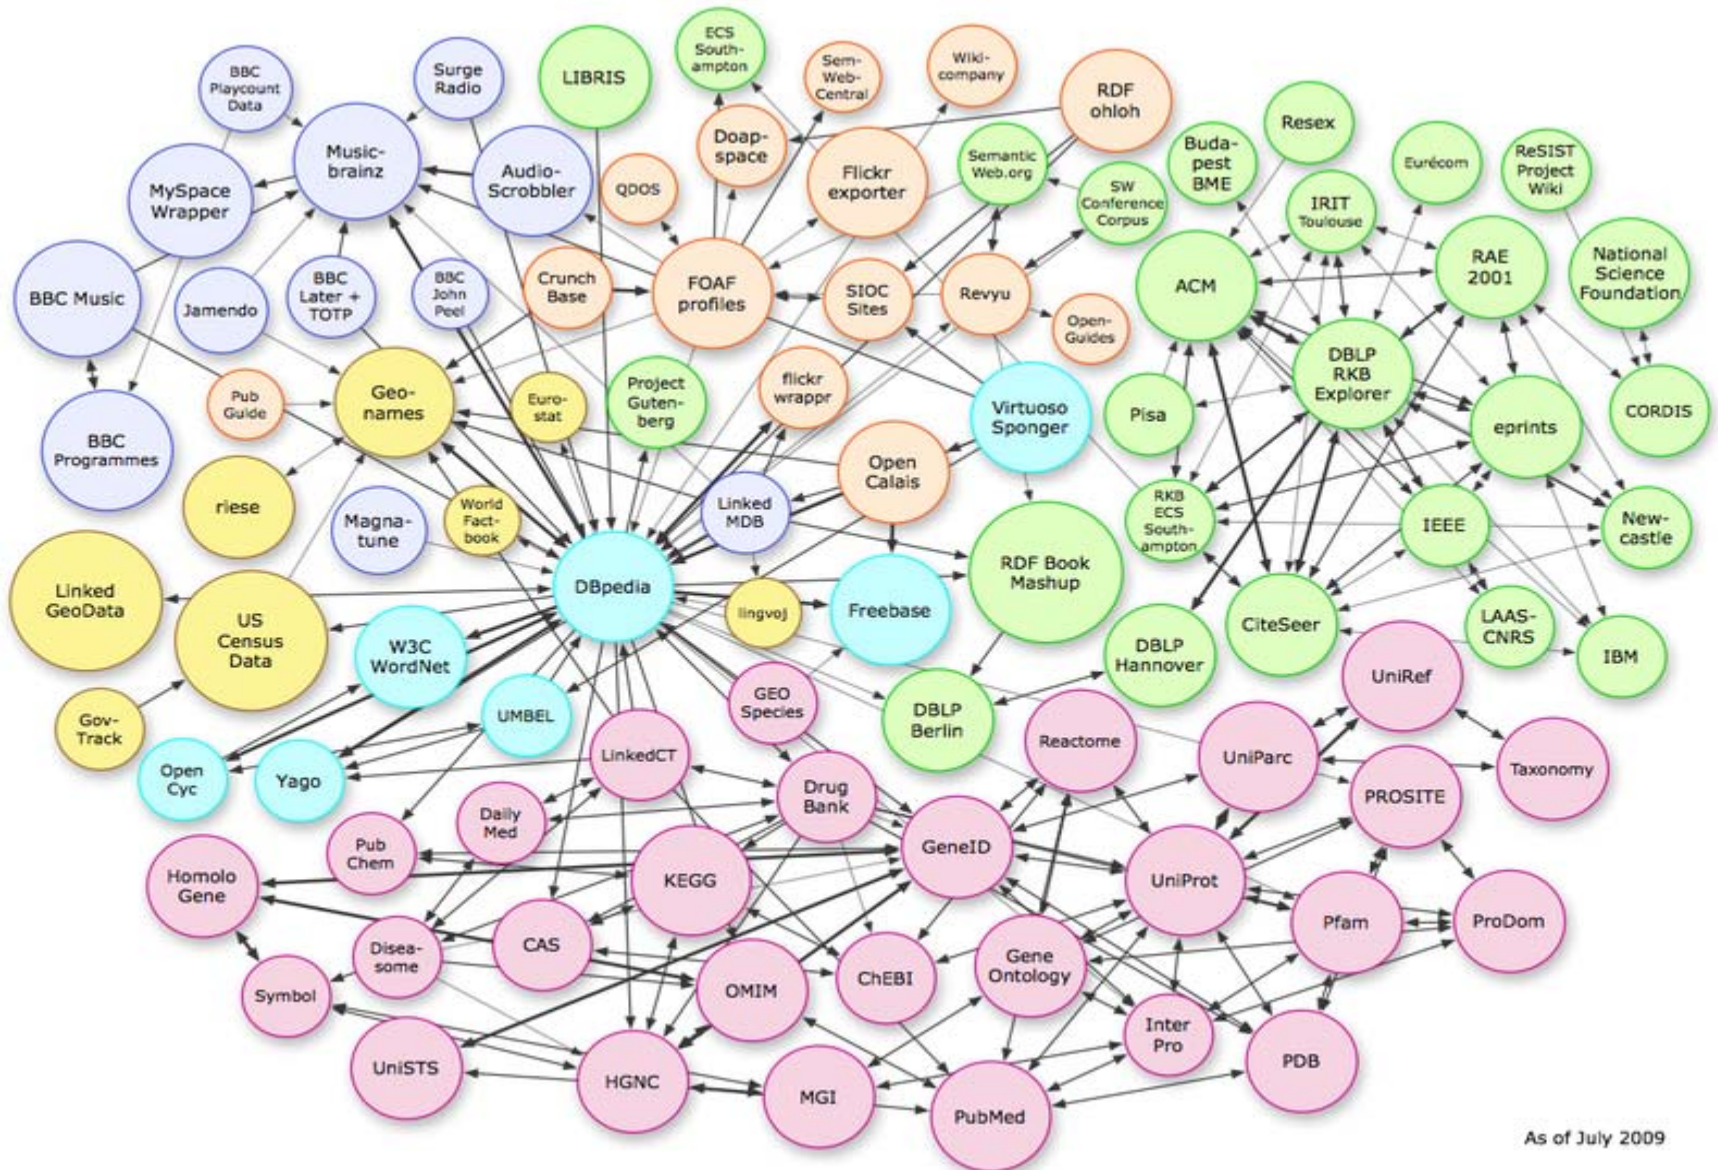 BBC
Playcount
Data
Surge
Radio
LIBRIS
ECS
South-
ampton
Sem-
Web-
Central
Wiki-
company
RDF
ohloh
Music-
brainz
Audio-
Scrobbler
MySpace
Wrapper
QDOS
Doap-
space
Flickr
exporter
Semantic
Web.org
SW
Conference
Corpus
Buda-
pest
BME
Resex
Eurécom
ReSIST
Project
Wiki
IRIT
Toulouse
RAE
2001
National
Science
Foundation
ACM
BBC Music
Jamendo
BBC
Later +
TOTP
BBC
John
Peel
Crunch
Base
FOAF
profiles
SIOC
Sites
Revyu
Open-
Guides
DBLP
RKB
Explorer
Pub
Guide
Geo-
names
Euro-
stat
Project
Guten-
berg
flickr
wrappr
Virtuoso
Sponger
Pisa
eprints
CORDIS
BBC
Programmes
riese
Magna-
tune
World
Fact-
book
Linked
MDB
Open
Calais
RKB
ECS
South-
ampton
IEEE
New-
castle
Linked
GeoData
US
Census
Data
W3C
WordNet
DBpedia
lingvoj
Freebase
RDF Book
Mashup
DBLP
Hannover
CiteSeer
LAAS-
CNRS
IBM
Gov-
Track
Open
Cyc
Yago
UMBEL
LinkedCT
GEO
Species
DBLP
Berlin
Reactome
UniParc
UniRef
Taxonomy
PROSITE
Daily
Med
Drug
Bank
Pub
Chem
Homolo
Gene
KEGG
GeneID
UniProt
Pfam
ProDom
Disea-
some
CAS
Symbol
OMIM
ChEBI
Gene
Ontology
Inter
Pro
PDB
UniSTS
HGNC
MGI
PubMed
As of July 2009